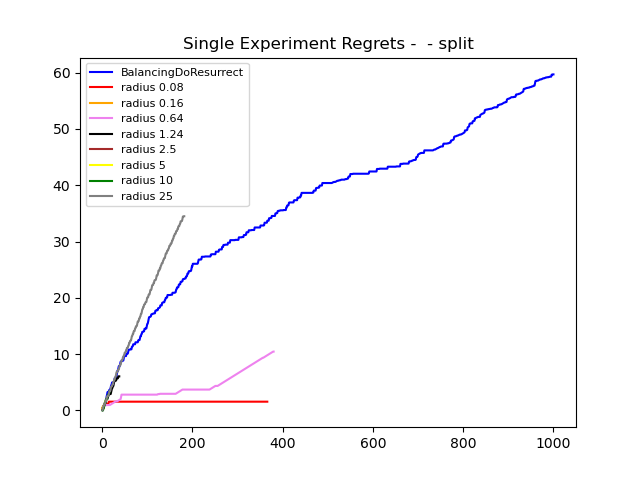 Single Experiment Regrets -  - split
BalancingDoResurrect
radius 0.08
radius 0.16
radius 0.64
radius 1.24
radius 2.5
radius 5
radius 10
radius 25
60
50
40
30
20
10
0
0 200 400 600 800 1000